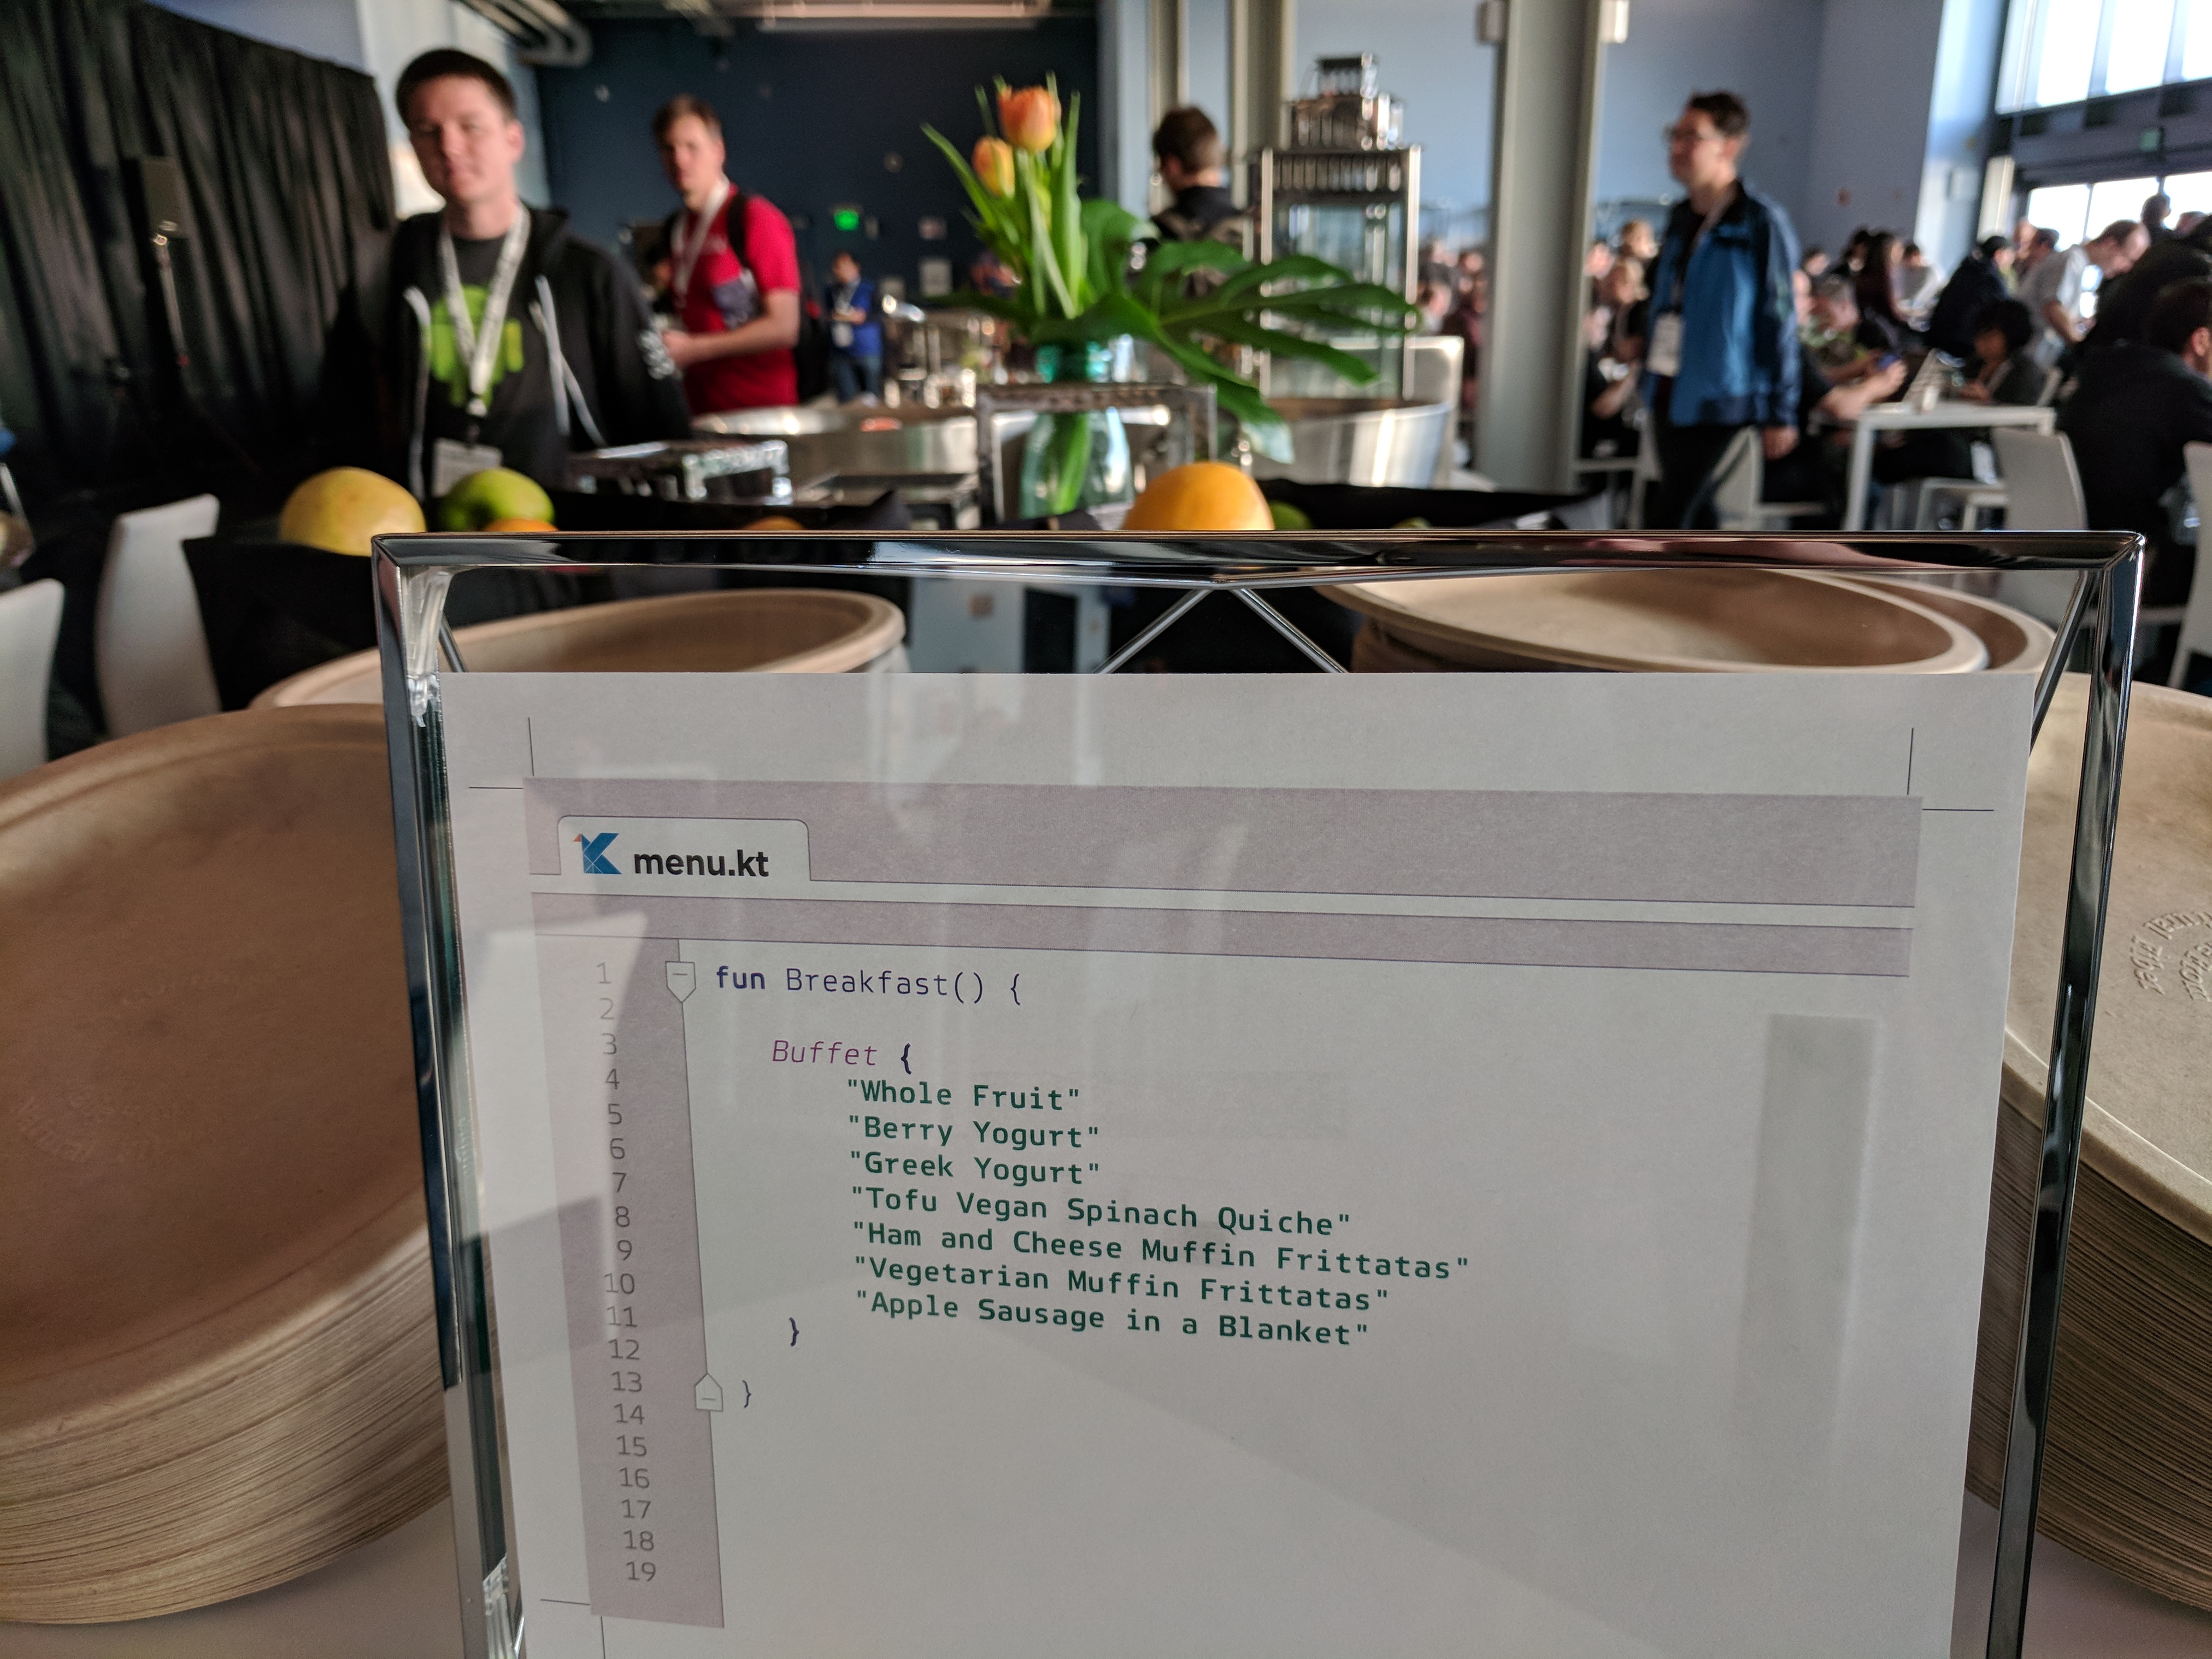 menu.kt
1 fun Breakfast() {
2
3 Buffet {
4 "Whole Fruit"
5 "Berry Yogurt"
6 "Greek Yogurt"
7 "Tofu Vegan Spinach Quiche"
8 "Ham and Cheese Muffin Frittatas"
9 "Vegetarian Muffin Frittatas"
10 "Apple Sausage in a Blanket"
11 }
12
13 }
14
15
16
17
18
19